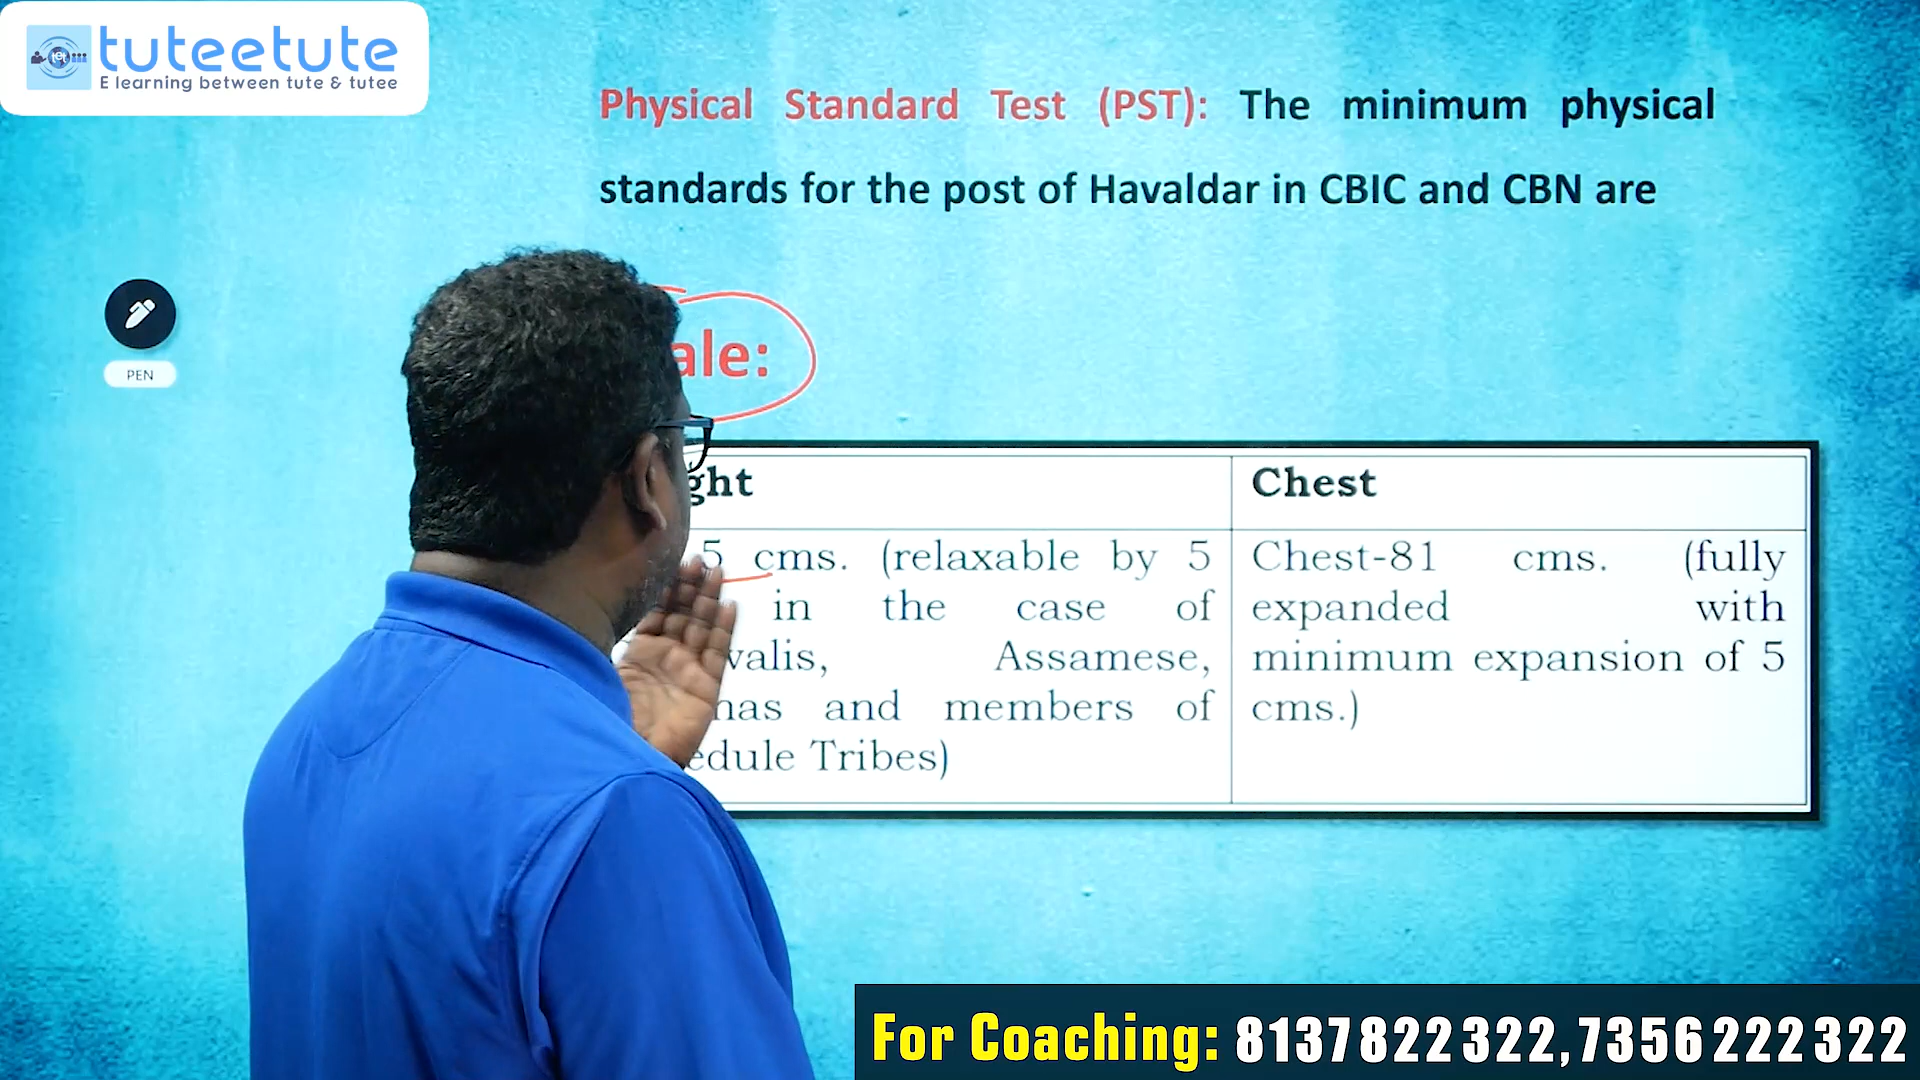 tuteetute
E learning between tute & tutee
Physical Standard Test (PST): The minimum physical
standards for the post of Havaldar in CBIC and CBN are
PEN
ale:
ght
Chest
5 cms. (relaxable by 5
in the case of
valis, Assamese,
has and members of
edule Tribes)
Chest-81 cms. (fully
expanded with
minimum expansion of 5
cms.)
For Coaching: 8137822322,7356222322